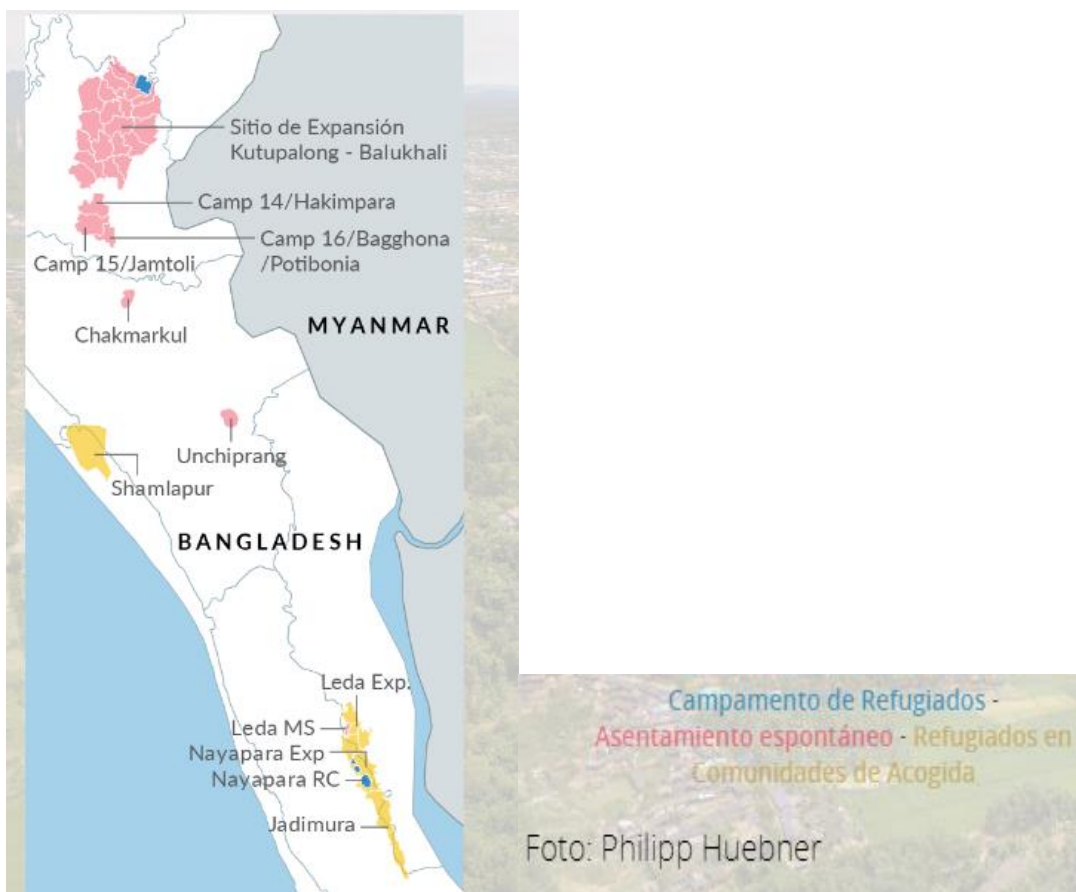 Sitio de Expansión
Kutupalong - Balukhali
Camp 14/Hakimpara
Camp 16/Bagghona
/Potibonia
Camp 15/Jamtoli
Chakmarkul
MYANMAR
Unchiprang
Shamlapur
BANGLADESH
Leda Exp.
Leda MS
Nayapara Exp
Nayapara RC
Jadimura
Campamento de Refugiados -
Asentamiento espontáneo - Refugiados en
Comunidades de Acogida
Foto: Philipp Huebner